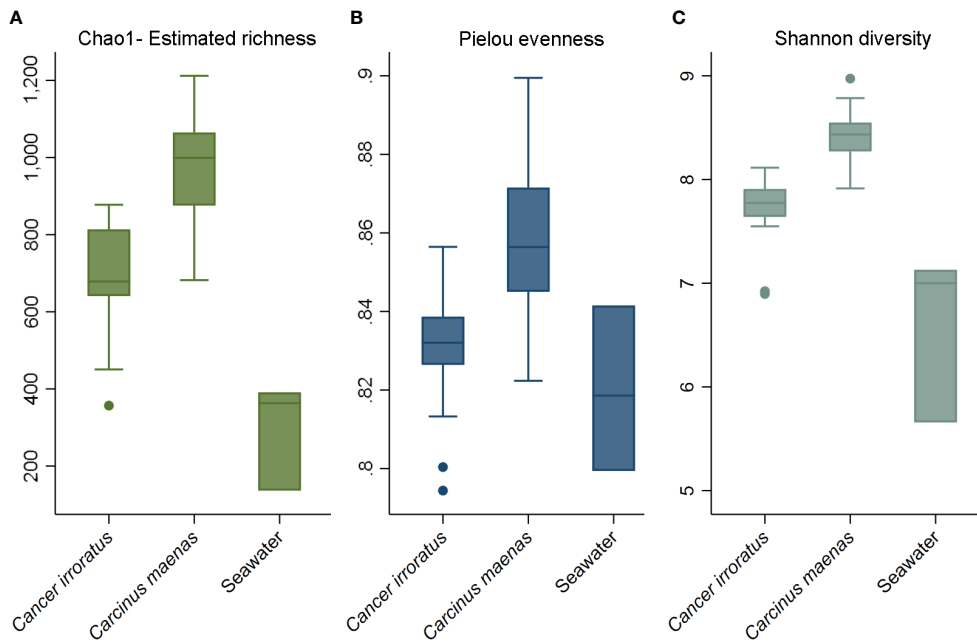 A
Chao1- Estimated richness
1,200
1,000
800
600
400
200
Cancer irroratus
Carcinus maenas
Seawater
B
Pielou evenness
.9
.88
.86
.84
.82
.8
Cancer irroratus
Carcinus maenas
Seawater
C
Shannon diversity
9
8
7
6
5
Cancer irroratus
Carcinus maenas
Seawater